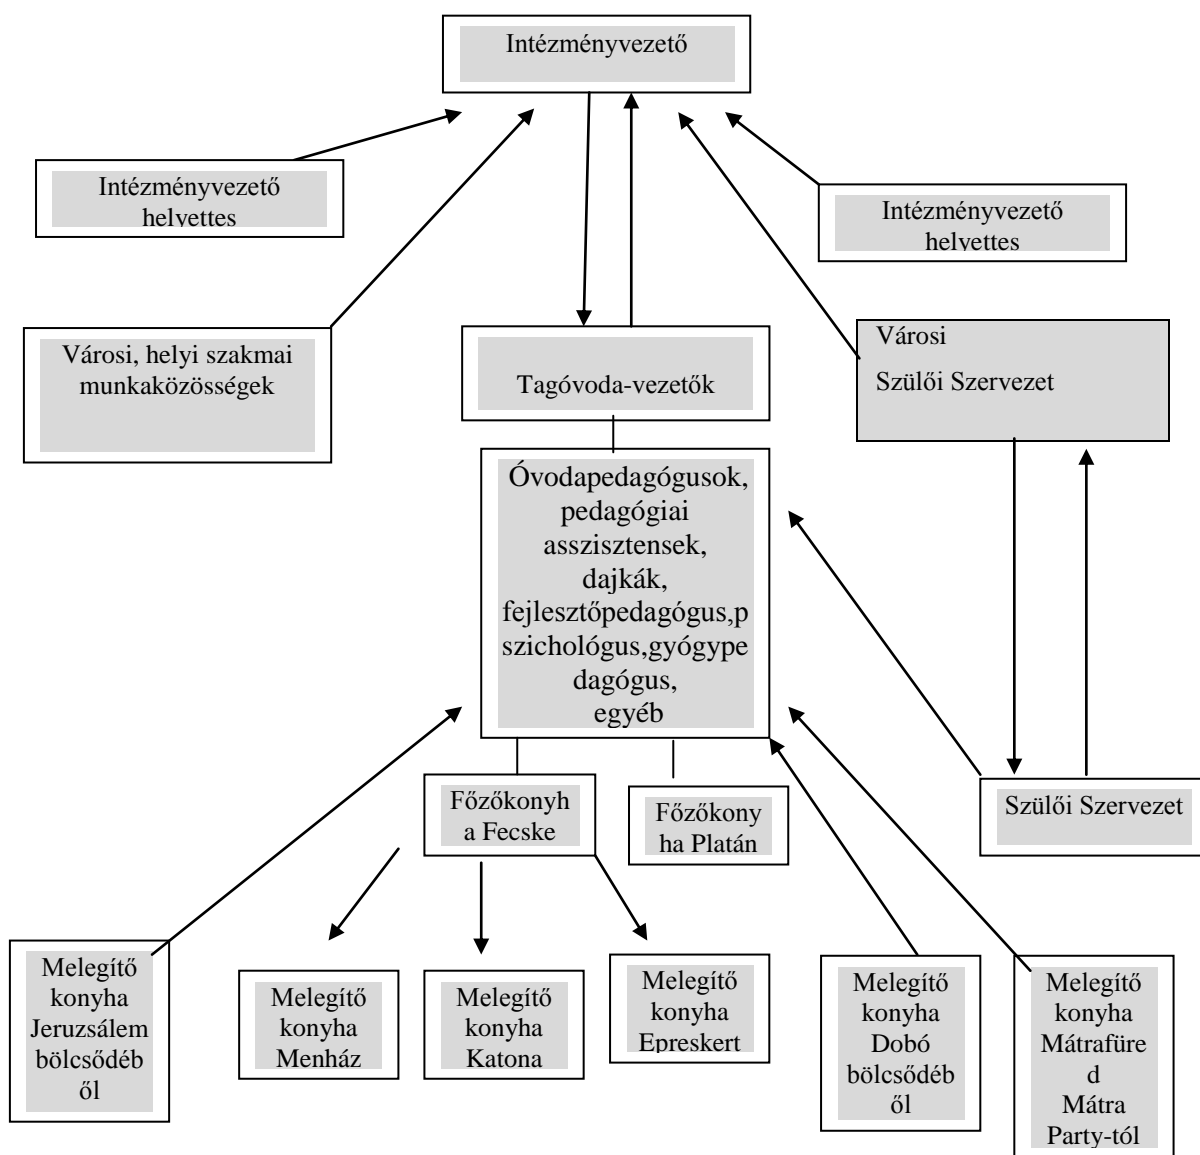 Intézményvezető
Intézményvezető
helvettes
Intézményvezető
helvettes
Városi, helyi szakmai
munkaközösségek
Tagóvoda-vezetők
Városi
Szülői Szervezet
Óvodapedagógusok,
pedagógiai
asszisztensek,
dajkák,
fejlesztőpedagógus,p
szichológus,gyógype
dagógus,
egyéb
Főzőkonyh
a Fecske
Főzőkony
ha Platán
Szülői Szervezet
Melegítő
konyha
Jeruzsálem
bölcsődéb
ől
Melegítő
konyha
Menház
Melegítő
konyha
Katona
Melegítő
konyha
Epreskert
Melegítő
konyha
Dobó
bölcsődéb
ől
Melegítő
konyha
Mátrafüre
d
Mátra
Party-tól